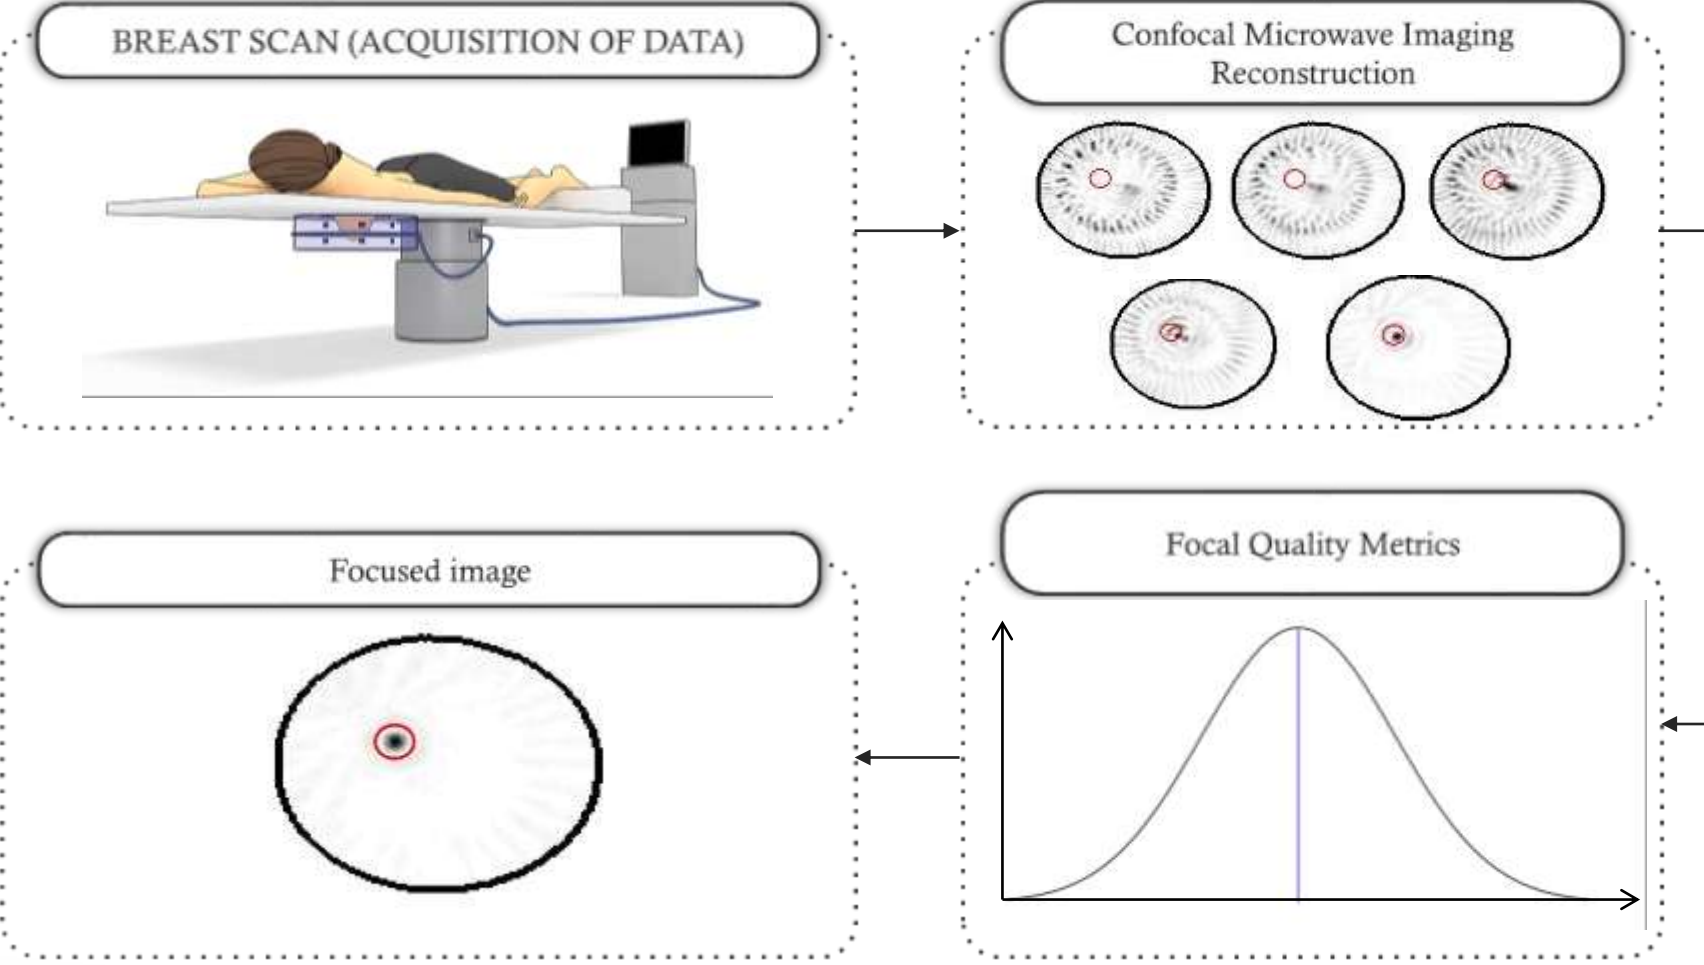 BREAST SCAN (ACQUISITION OF DATA)
Confocal Microwave Imaging
Reconstruction
Focused image
Focal Quality Metrics